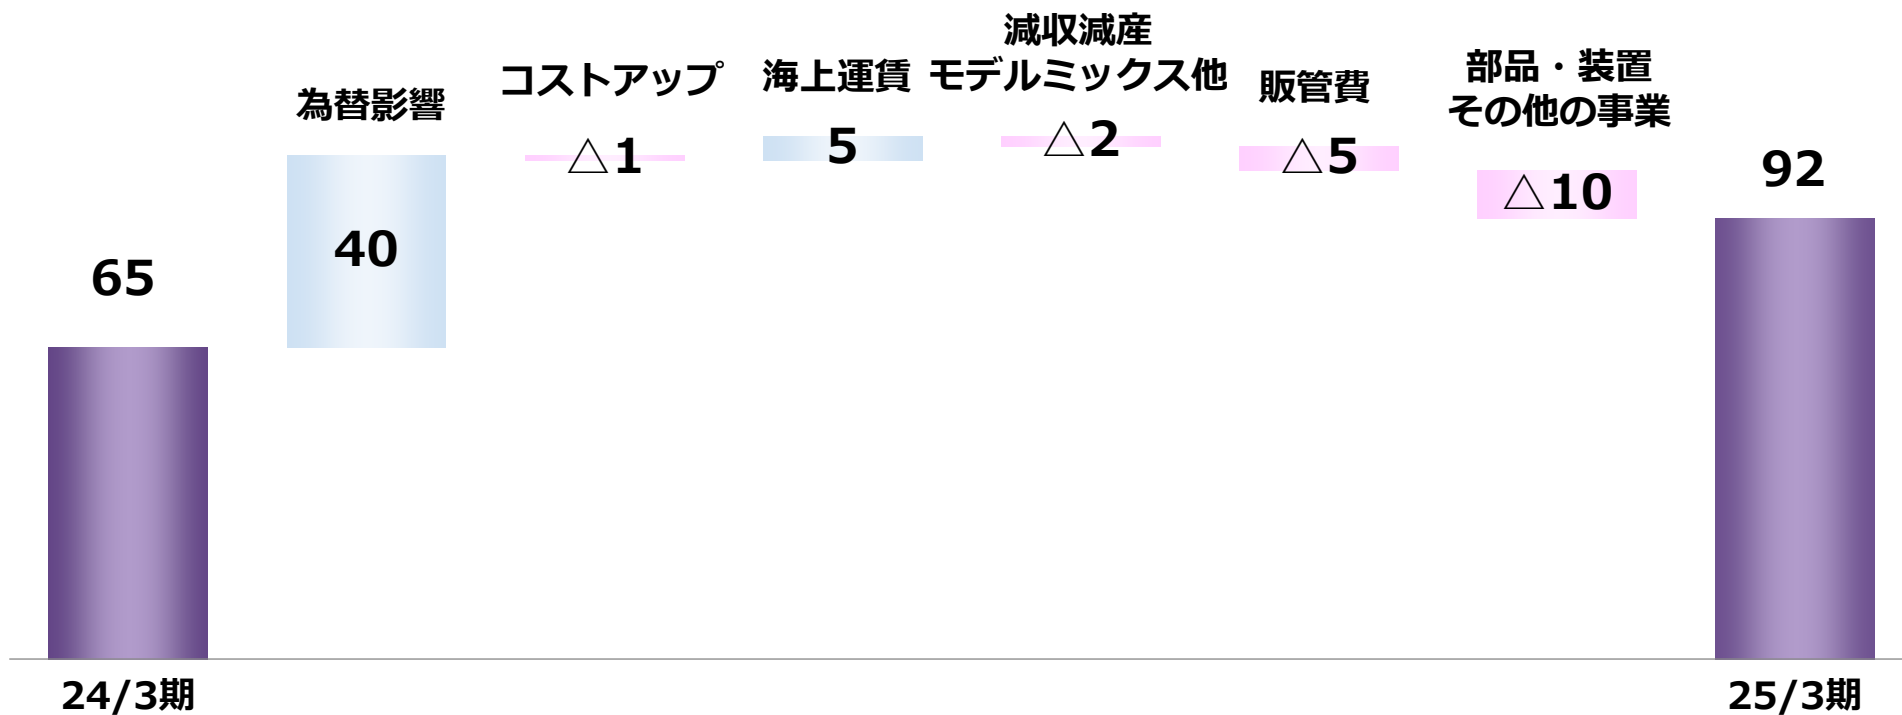 65
24/3期
為替影響
40
コストアップ
△1
海上運賃
5
減収減産
モデルミックス他
△2
販管費
△5
部品・装置
その他の事業
△10
92
25/3期